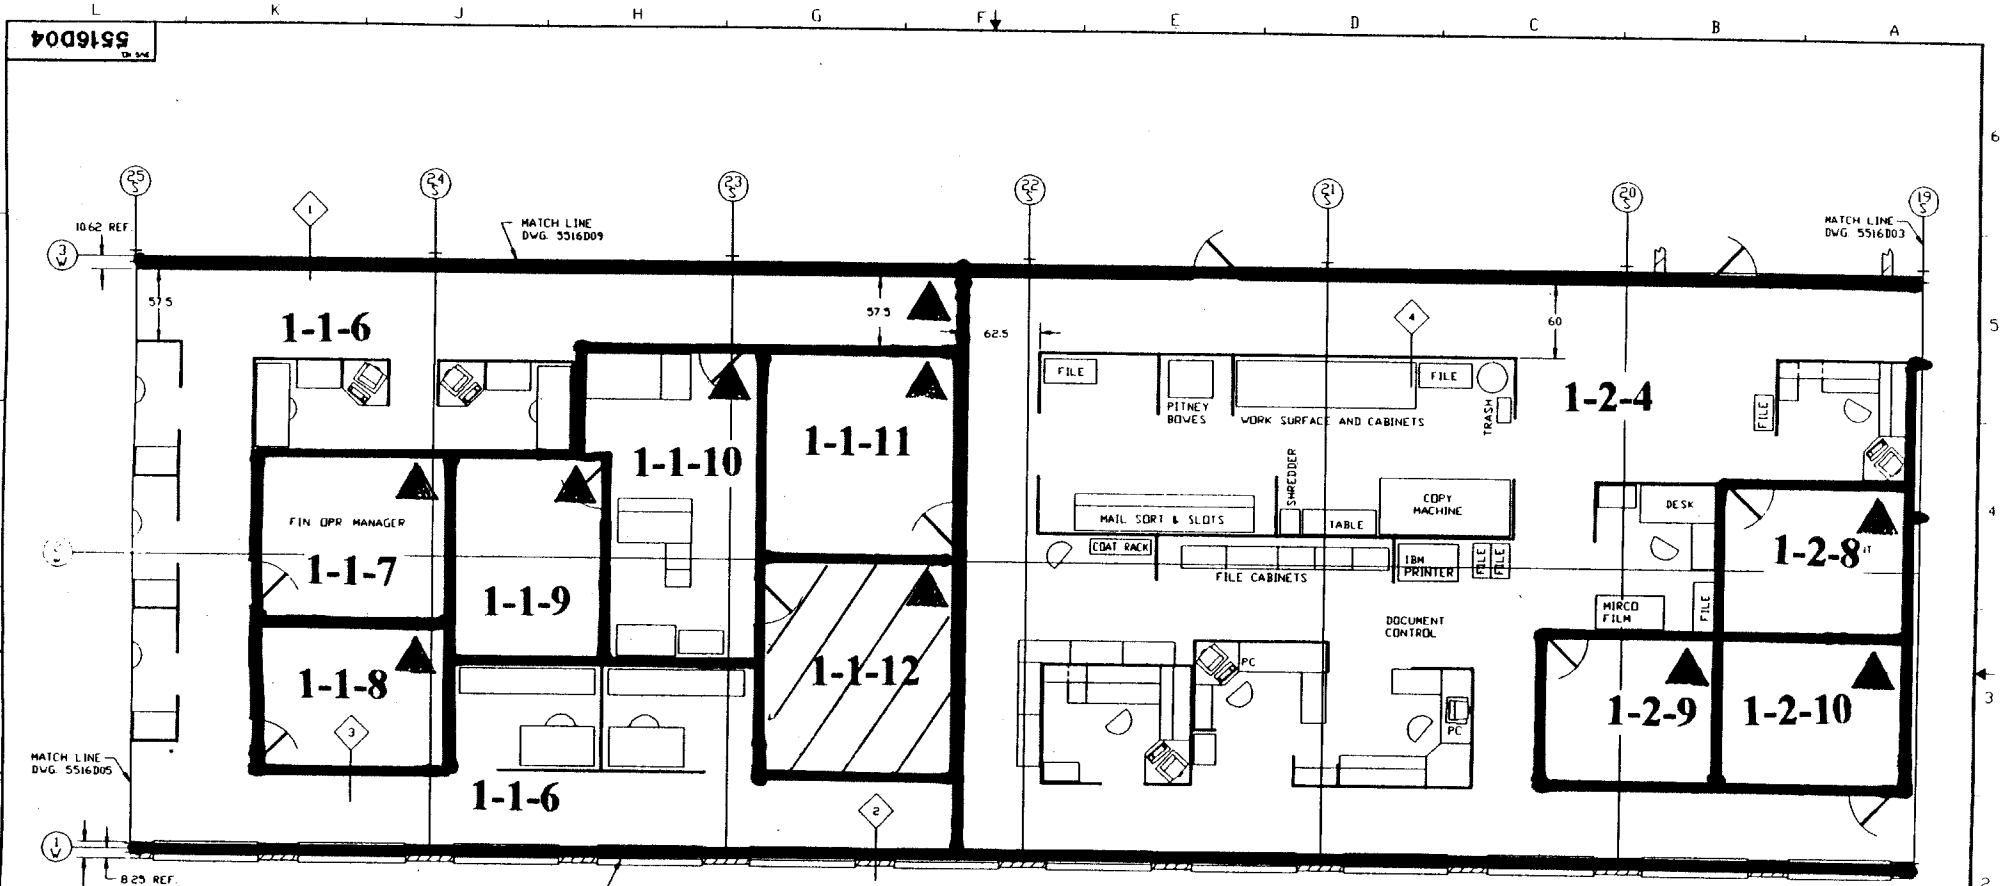 L K J H G F E D C B A
5516D04
6
25 S
24 S
23 S
22 S
21 S
20 S
19 S
1
10.62 REF.
MATCH LINE
DWG. 5516D09
MATCH LINE
DWG. 5516D03
3 W
57.5
1-1-6
57.5
62.5
4
60
5
FILE
PITNEY
BOWES
WORK SURFACE AND CABINETS
FILE
TRASH
1-2-4
FILE
1-1-10
1-1-11
SHREDDER
COPY
MACHINE
DESK
4
FIN OPR MANAGER
MAIL SORT & SLOTS
TABLE
1-1-7
COAT RACK
FILE CABINETS
IBM
PRINTER
FILE
FILE
1-2-8
1-1-9
MIRCO
FILM
FILE
DOCUMENT
CONTROL
1-1-8
1-1-12
PC
1-2-9
1-2-10
3
3
PC
MATCH LINE
DWG. 5516D05
1-1-6
2
1 W
8.25 REF.
2